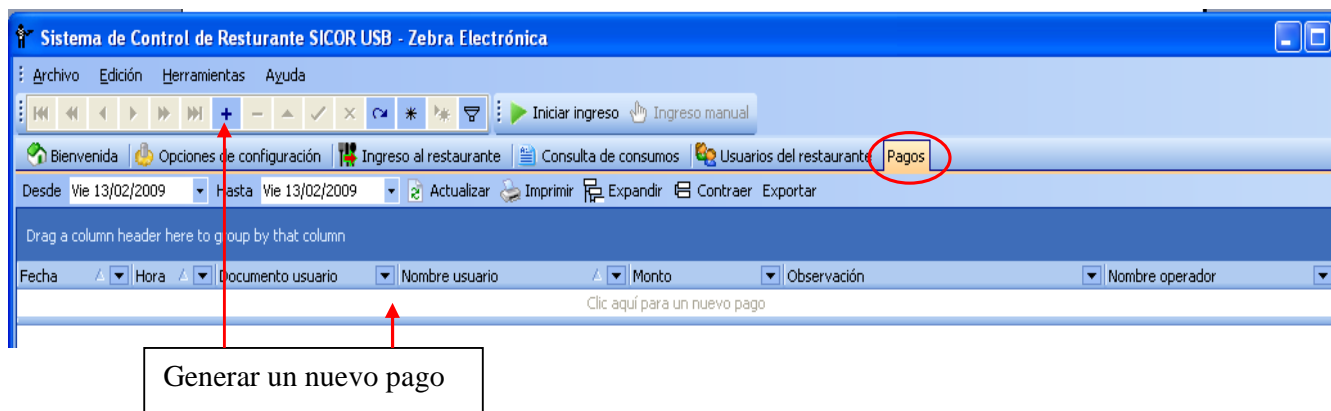 Sistema de Control de Resturante SICOR USB - Zebra Electrónica
Archivo Edición Herramientas Ayuda
Iniciar ingreso Ingreso manual
Bienvenida Opciones de configuración Ingreso al restaurante Consulta de consumos Usuarios del restaurante Pagos
Desde Vie 13/02/2009 Hasta Vie 13/02/2009 Actualizar Imprimir Expandir Contraer Exportar
Drag a column header here to group by that column
Fecha Hora Documento usuario Nombre usuario Monto Observación Nombre operador
Clic aquí para un nuevo pago
Generar un nuevo pago